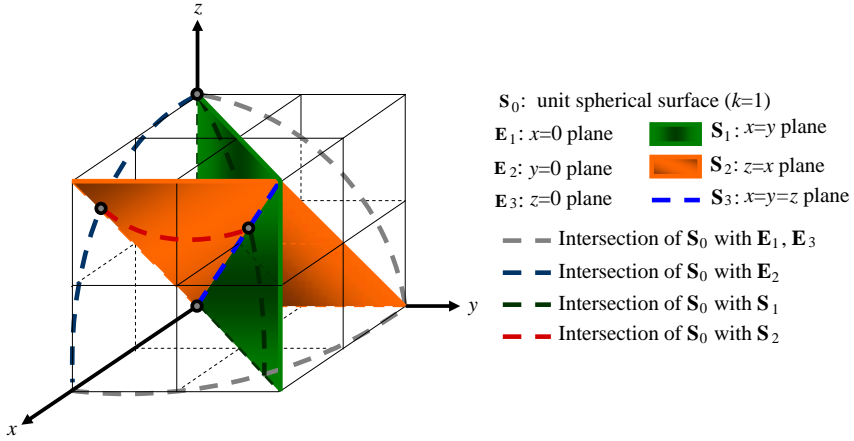 z
y
x
S₀: unit spherical surface (k=1)
E₁: x=0 plane
S₁: x=y plane
E₂: y=0 plane
S₂: z=x plane
E₃: z=0 plane
S₃: x=y=z plane
Intersection of S₀ with E₁, E₃
Intersection of S₀ with E₂
Intersection of S₀ with S₁
Intersection of S₀ with S₂